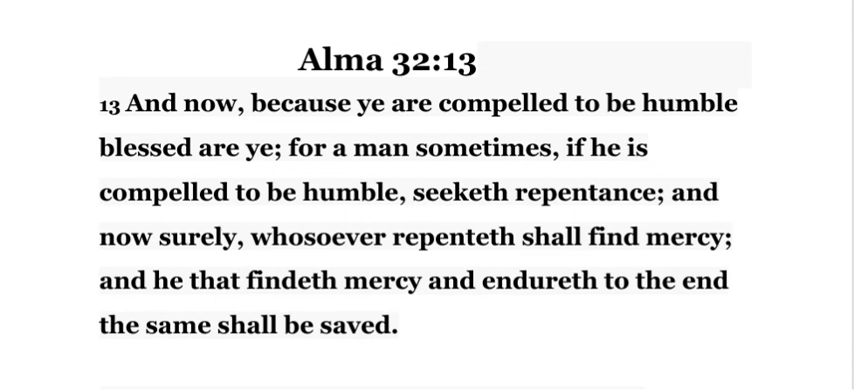 Alma 32:13
13 And now, because ye are compelled to be humble
blessed are ye; for a man sometimes, if he is
compelled to be humble, seeketh repentance; and
now surely, whosoever repenteth shall find mercy;
and he that findeth mercy and endureth to the end
the same shall be saved.